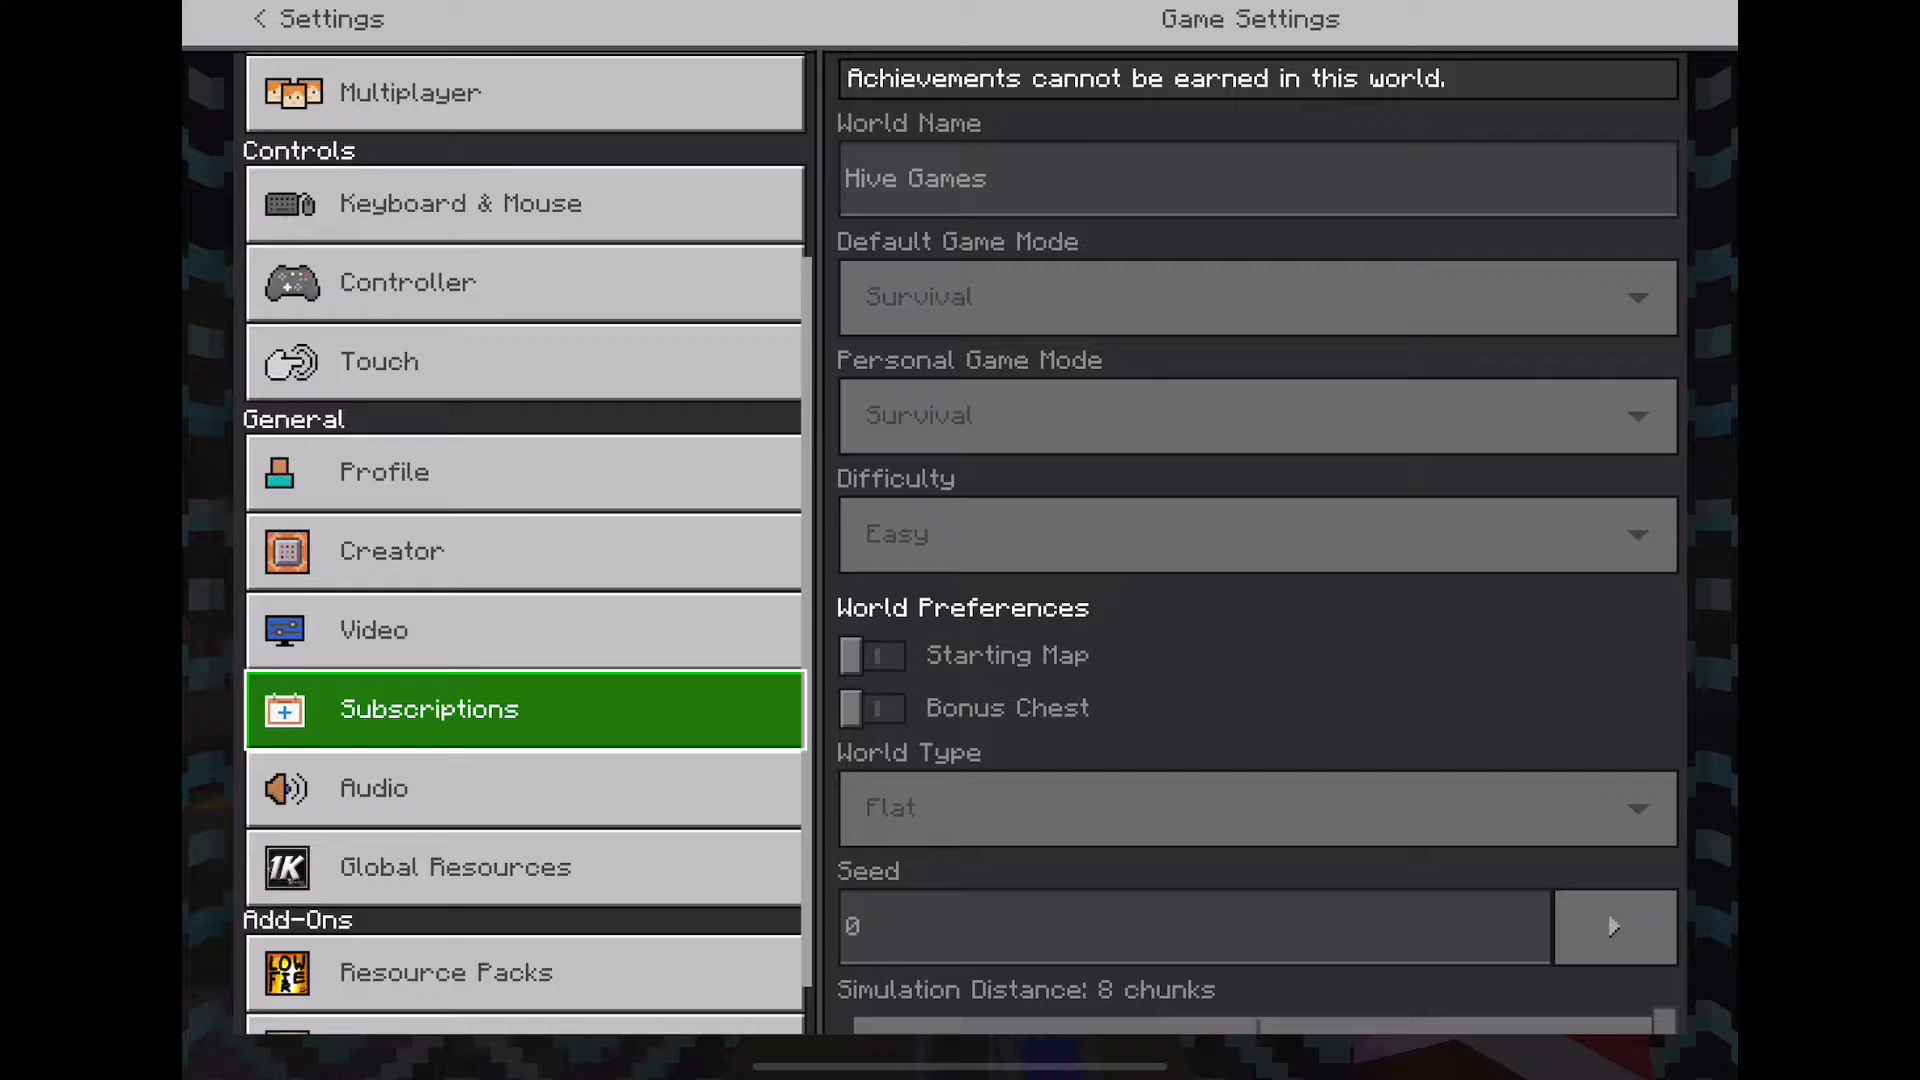 Settings
Game Settings
Multiplayer
Controls
Keyboard & Mouse
Controller
Touch
General
Profile
Creator
Video
Subscriptions
Audio
1K
Global Resources
Add-Ons
LOW
FIRE
Resource Packs
Achievements cannot be earned in this world.
World Name
Hive Games
Default Game Mode
Survival
Personal Game Mode
Survival
Difficulty
Easy
World Preferences
Starting Map
Bonus Chest
World Type
Flat
Seed
0
Simulation Distance: 8 chunks